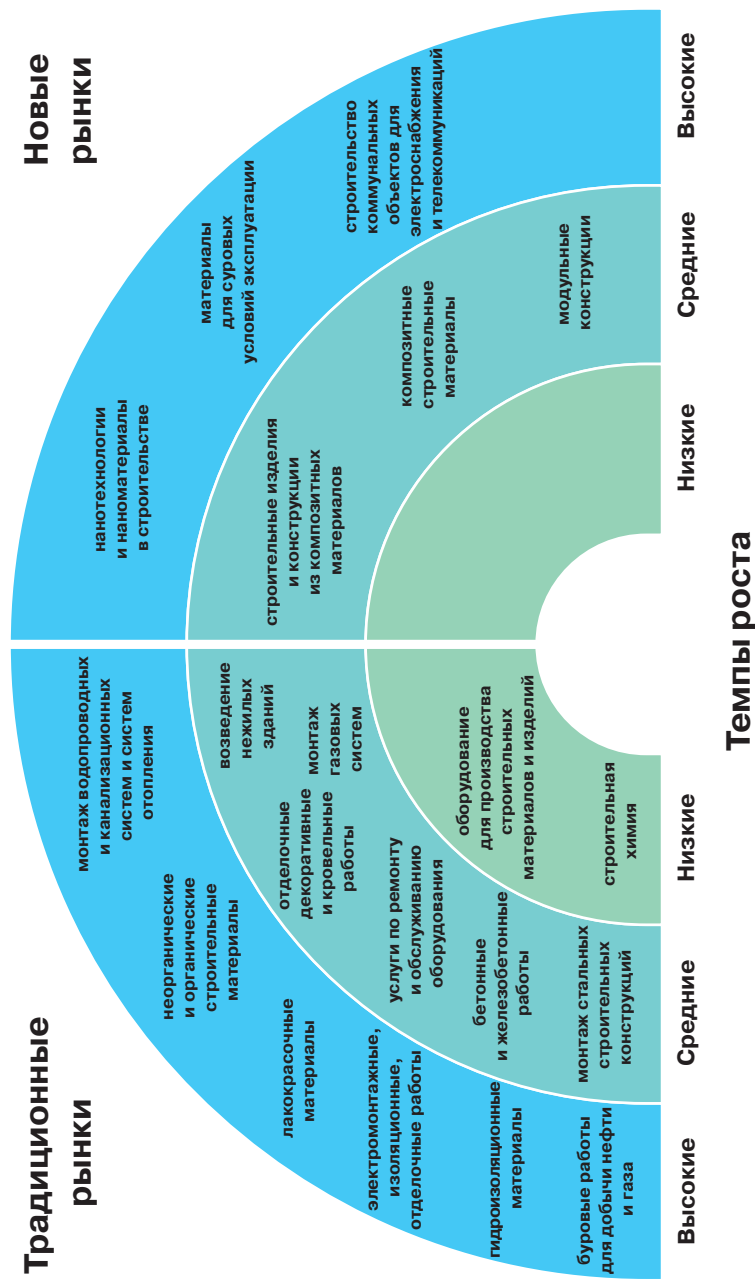 Традиционные
рынки
Новые
рынки
монтаж водопроводных
и канализационных
систем и систем
отопления
неорганические
и органические
строительные
материалы
лакокрасочные
материалы
электромонтажные,
изоляционные,
отделочные работы
гидроизоляционные
материалы
буровые работы
для добычи нефти
и газа
возведение
нежилых
зданий
монтаж
газовых
систем
отделочные
декоративные
и кровельные
работы
услуги по ремонту
и обслуживанию
оборудования
бетонные
и железобетонные
работы
монтаж стальных
строительных
конструкций
оборудование
для производства
строительных
материалов и изделий
строительная
химия
нанотехнологии
и наноматериалы
в строительстве
материалы
для суровых
условий эксплуатации
строительство
коммунальных
объектов для
электроснабжения
и телекоммуникаций
строительные изделия
и конструкции
из композитных
материалов
композитные
строительные
материалы
модульные
конструкции
Высокие
Средние
Низкие
Низкие
Средние
Высокие
Темпы роста